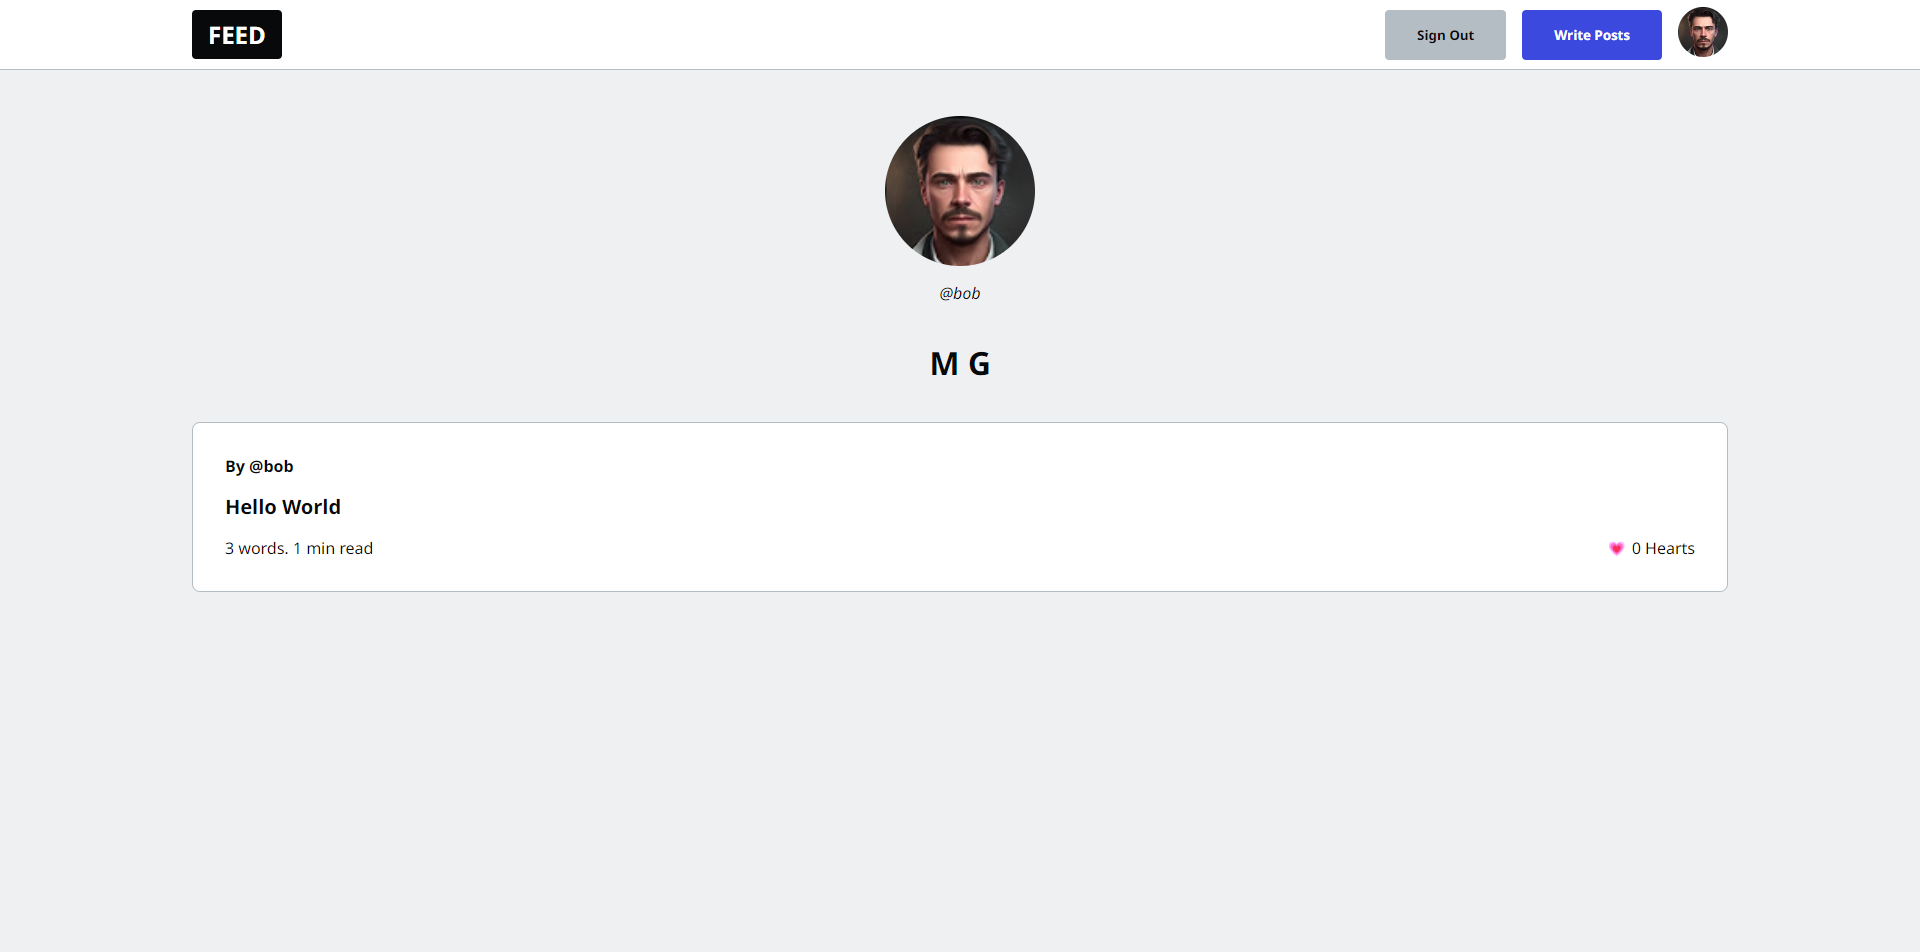 FEED
Sign Out
Write Posts
@bob
M G
By @bob
Hello World
3 words. 1 min read
💗 0 Hearts